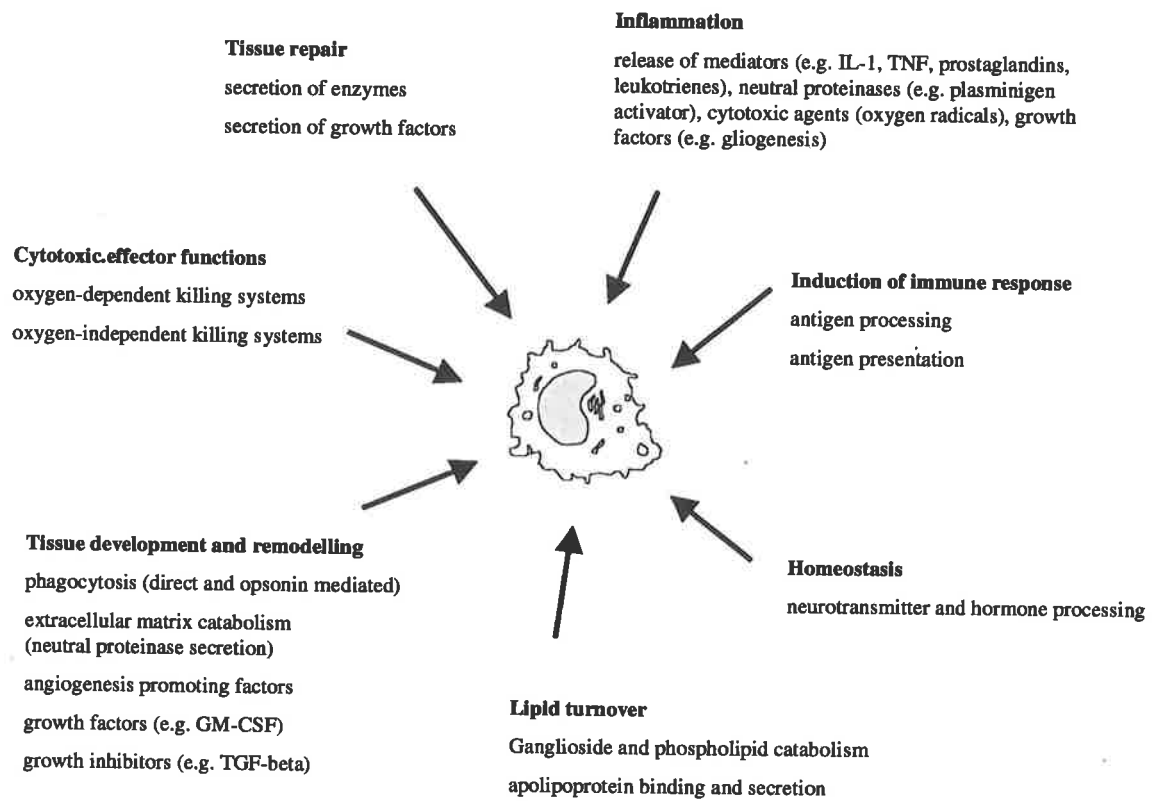 Inflammation
release of mediators (e.g. IL-1, TNF, prostaglandins,
leukotrienes), neutral proteinases (e.g. plasminigen
activator), cytotoxic agents (oxygen radicals), growth
factors (e.g. gliogenesis)
Tissue repair
secretion of enzymes
secretion of growth factors
Cytotoxic effector functions
oxygen-dependent killing systems
oxygen-independent killing systems
Induction of immune response
antigen processing
antigen presentation
Tissue development and remodelling
phagocytosis (direct and opsonin mediated)
extracellular matrix catabolism
(neutral proteinase secretion)
angiogenesis promoting factors
growth factors (e.g. GM-CSF)
growth inhibitors (e.g. TGF-beta)
Homeostasis
neurotransmitter and hormone processing
Lipid turnover
Ganglioside and phospholipid catabolism
apolipoprotein binding and secretion